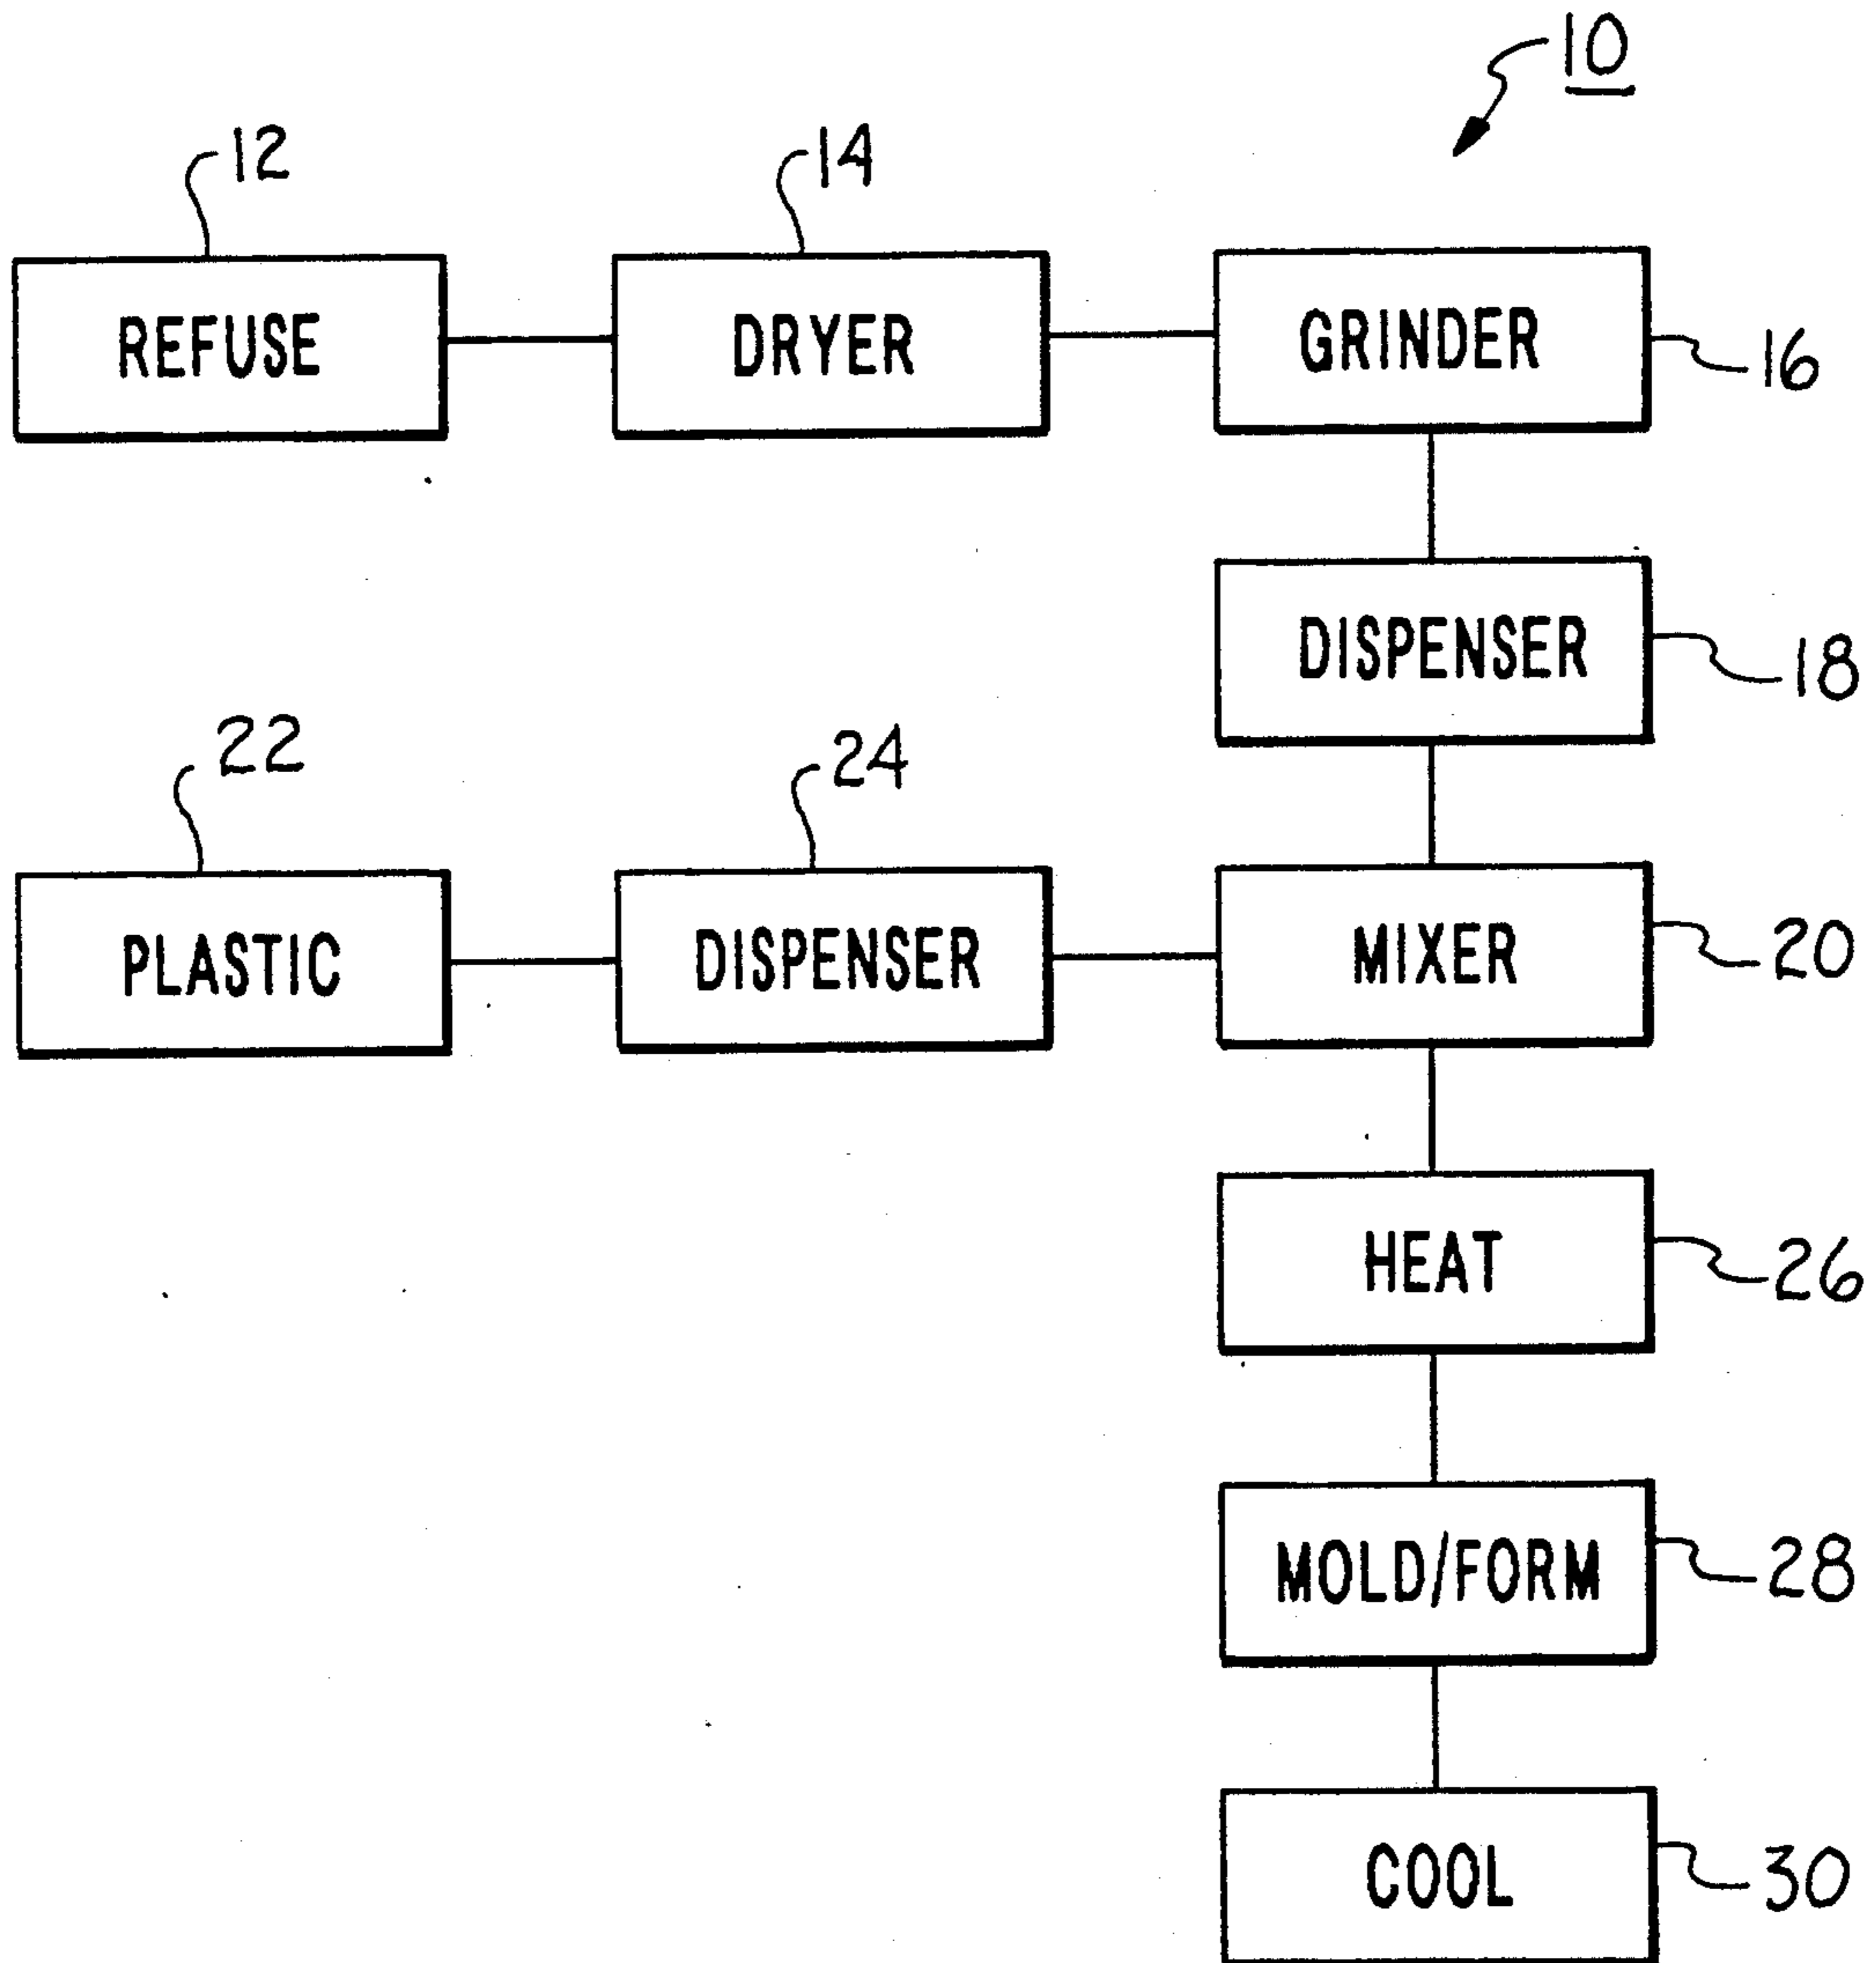 10
12
14
REFUSE
DRYER
GRINDER
16
DISPENSER
18
22
24
PLASTIC
DISPENSER
MIXER
20
HEAT
26
MOLD/FORM
28
COOL
30